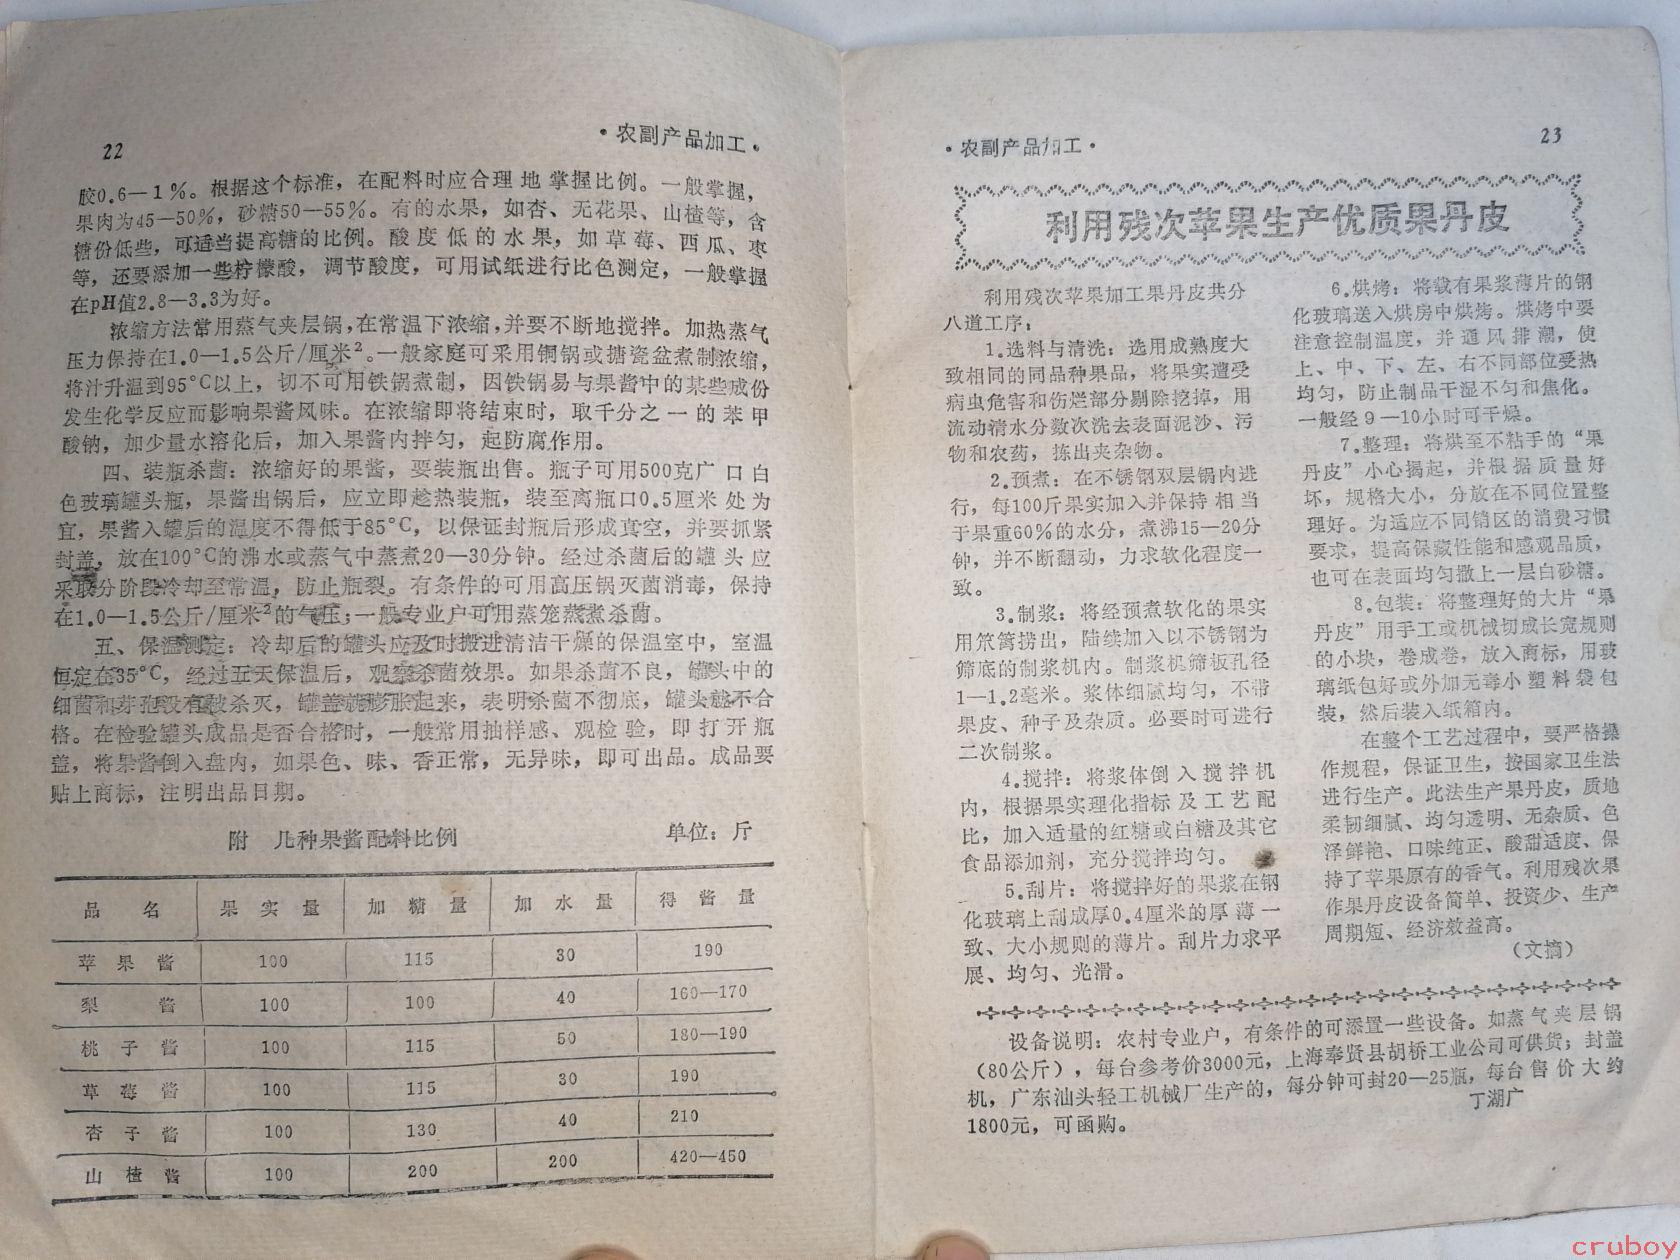 22
·农副产品加工·
胶0.6—1％。根据这个标准，在配料时应合理地掌握比例。一般掌握，
果肉为45—50％，砂糖50—55％。有的水果，如杏、无花果、山楂等，含
糖份低些，可适当提高糖的比例。酸度低的水果，如草莓、西瓜、枣
等，还要添加一些柠檬酸，调节酸度，可用试纸进行比色测定，一般掌握
在pH值2.8—3.3为好。
浓缩方法常用蒸气夹层锅，在常温下浓缩，并要不断地搅拌。加热蒸气
压力保持在1.0—1.5公斤/厘米²。一般家庭可采用铜锅或搪瓷盆煮制浓缩，
将汁升温到95°C以上，切不可用铁锅煮制，因铁锅易与果酱中的某些成份
发生化学反应而影响果酱风味。在浓缩即将结束时，取千分之一的苯甲
酸钠，加少量水溶化后，加入果酱内拌匀，起防腐作用。
四、装瓶杀菌：浓缩好的果酱，要装瓶出售。瓶子可用500克广口白
色玻璃罐头瓶，果酱出锅后，应立即趁热装瓶，装至离瓶口0.5厘米处为
宜，果酱入罐后的温度不得低于85°C，以保证封瓶后形成真空，并要抓紧
封盖，放在100°C的沸水或蒸气中蒸煮20—30分钟。经过杀菌后的罐头应
采取分阶段冷却至常温，防止瓶裂。有条件的可用高压锅灭菌消毒，保持
在1.0—1.5公斤/厘米²的气压；一般专业户可用蒸笼蒸煮杀菌。
五、保温测定：冷却后的罐头应及时搬进清洁干燥的保温室中，室温
恒定在35°C，经过五天保温后，观察杀菌效果。如果杀菌不良，罐头中的
细菌和芽孢没有被杀灭，罐盖就膨胀起来，表明杀菌不彻底，罐头就不合
格。在检验罐头成品是否合格时，一般常用抽样感、观检验，即打开瓶
盖，将果酱倒入盘内，如果色、味、香正常，无异味，即可出品。成品要
贴上商标，注明出品日期。
附　几种果酱配料比例　单位：斤
品名　果实量　加糖量　加水量　得酱量
苹果酱　100　115　30　190
梨酱　100　100　40　160—170
桃子酱　100　115　50　180—190
草莓酱　100　115　30　190
杏子酱　100　130　40　210
山楂酱　100　200　200　420—450
·农副产品加工·
23
利用残次苹果生产优质果丹皮
利用残次苹果加工果丹皮共分
八道工序：
1.选料与清洗：选用成熟度大
致相同的同品种果品，将果实遭受
病虫危害和伤烂部分剔除挖掉，用
流动清水分数次洗去表面泥沙、污
物和农药，拣出夹杂物。
2.预煮：在不锈钢双层锅内进
行，每100斤果实加入并保持相当
于果重60％的水分，煮沸15—20分
钟，并不断翻动，力求软化程度一
致。
3.制浆：将经预煮软化的果实
用笊篱捞出，陆续加入以不锈钢为
筛底的制浆机内。制浆机筛板孔径
1—1.2毫米。浆体细腻均匀，不带
果皮、种子及杂质。必要时可进行
二次制浆。
4.搅拌：将浆体倒入搅拌机
内，根据果实理化指标及工艺配
比，加入适量的红糖或白糖及其它
食品添加剂，充分搅拌均匀。
5.刮片：将搅拌好的果浆在钢
化玻璃上刮成厚0.4厘米的厚薄一
致、大小规则的薄片。刮片力求平
展、均匀、光滑。
6.烘烤：将载有果浆薄片的钢
化玻璃送入烘房中烘烤。烘烤中要
注意控制温度，并通风排潮，使
上、中、下、左、右不同部位受热
均匀，防止制品干湿不匀和焦化。
一般经9—10小时可干燥。
7.整理：将烘至不粘手的“果
丹皮”小心揭起，并根据质量好
坏，规格大小，分放在不同位置整
理好。为适应不同销区的消费习惯
要求，提高保藏性能和感观品质，
也可在表面均匀撒上一层白砂糖。
8.包装：将整理好的大片“果
丹皮”用手工或机械切成长宽规则
的小块，卷成卷，放入商标，用玻
璃纸包好或外加无毒小塑料袋包
装，然后装入纸箱内。
在整个工艺过程中，要严格操
作规程，保证卫生，按国家卫生法
进行生产。此法生产果丹皮，质地
柔韧细腻、均匀透明、无杂质、色
泽鲜艳、口味纯正、酸甜适度、保
持了苹果原有的香气。利用残次果
作果丹皮设备简单、投资少、生产
周期短、经济效益高。
（文摘）
设备说明：农村专业户，有条件的可添置一些设备。如蒸气夹层锅
（80公斤），每台参考价3000元，上海奉贤县胡桥工业公司可供货；封盖
机，广东汕头轻工机械厂生产的，每分钟可封20—25瓶，每台售价大约
1800元，可函购。
丁湖广
cruboy